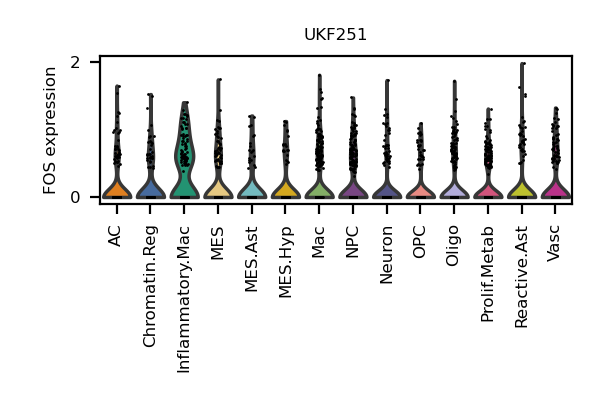 UKF251
FOS expression
2
0
AC
Chromatin.Reg
Inflammatory.Mac
MES
MES.Ast
MES.Hyp
Mac
NPC
Neuron
OPC
Oligo
Prolif.Metab
Reactive.Ast
Vasc